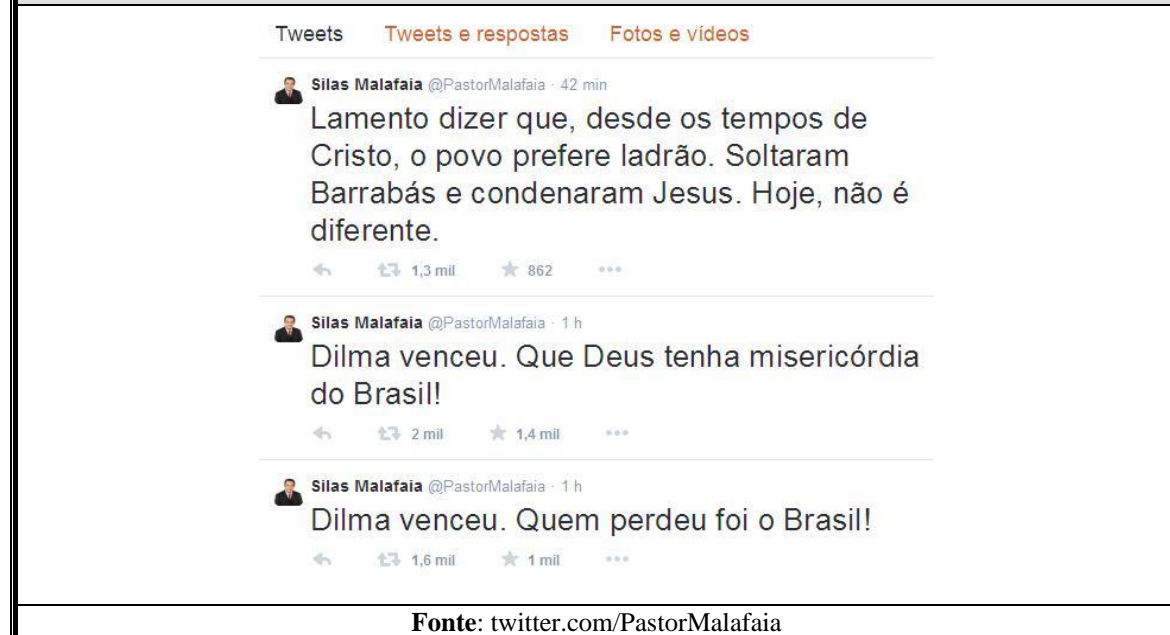 Tweets Tweets e respostas Fotos e vídeos
Silas Malafaia @PastorMalafaia · 42 min
Lamento dizer que, desde os tempos de
Cristo, o povo prefere ladrão. Soltaram
Barrabás e condenaram Jesus. Hoje, não é
diferente.
1,3 mil 862
Silas Malafaia @PastorMalafaia · 1 h
Dilma venceu. Que Deus tenha misericórdia
do Brasil!
2 mil 1,4 mil
Silas Malafaia @PastorMalafaia · 1 h
Dilma venceu. Quem perdeu foi o Brasil!
1,6 mil 1 mil
Fonte: twitter.com/PastorMalafaia